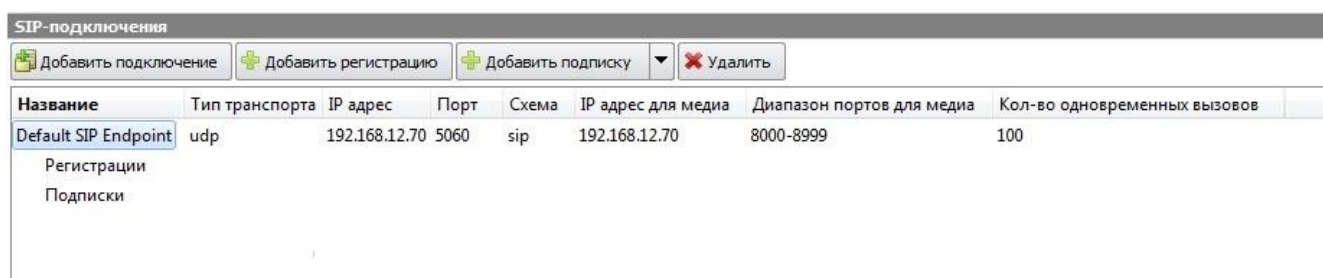 SIP-подключения
Добавить подключение Добавить регистрацию Добавить подписку Удалить
Название Тип транспорта IP адрес Порт Схема IP адрес для медиа Диапазон портов для медиа Кол-во одновременных вызовов
Default SIP Endpoint udp 192.168.12.70 5060 sip 192.168.12.70 8000-8999 100
Регистрации
Подписки